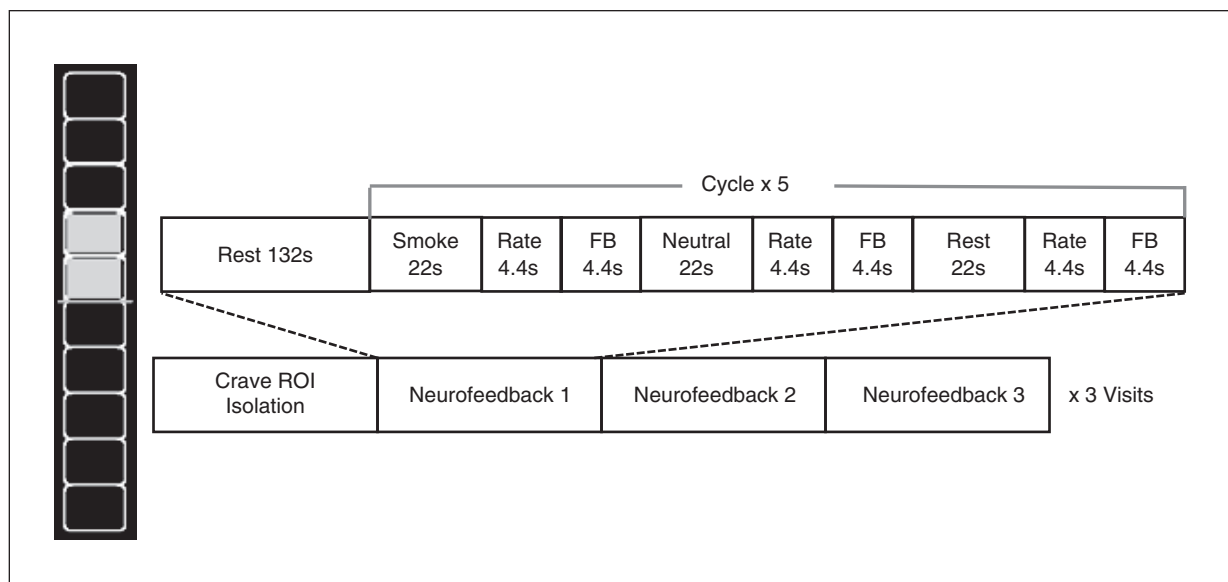 Cycle x 5
Rest 132s
Smoke
22s
Rate
4.4s
FB
4.4s
Neutral
22s
Rate
4.4s
FB
4.4s
Rest
22s
Rate
4.4s
FB
4.4s
Crave ROI
Isolation
Neurofeedback 1
Neurofeedback 2
Neurofeedback 3
x 3 Visits